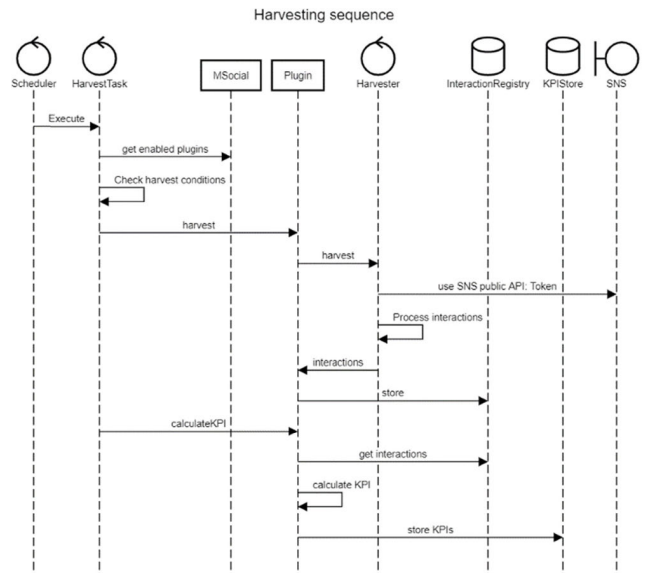 Harvesting sequence
Scheduler
HarvestTask
MSocial
Plugin
Harvester
InteractionRegistry
KPIStore
SNS
Execute
get enabled plugins
Check harvest conditions
harvest
harvest
use SNS public API: Token
Process interactions
interactions
store
calculateKPI
get interactions
calculate KPI
store KPIs